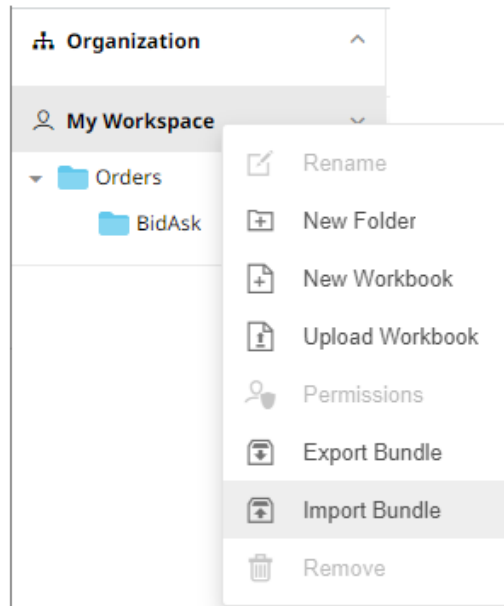 Organization
My Workspace
Orders
BidAsk
Rename
New Folder
New Workbook
Upload Workbook
Permissions
Export Bundle
Import Bundle
Remove